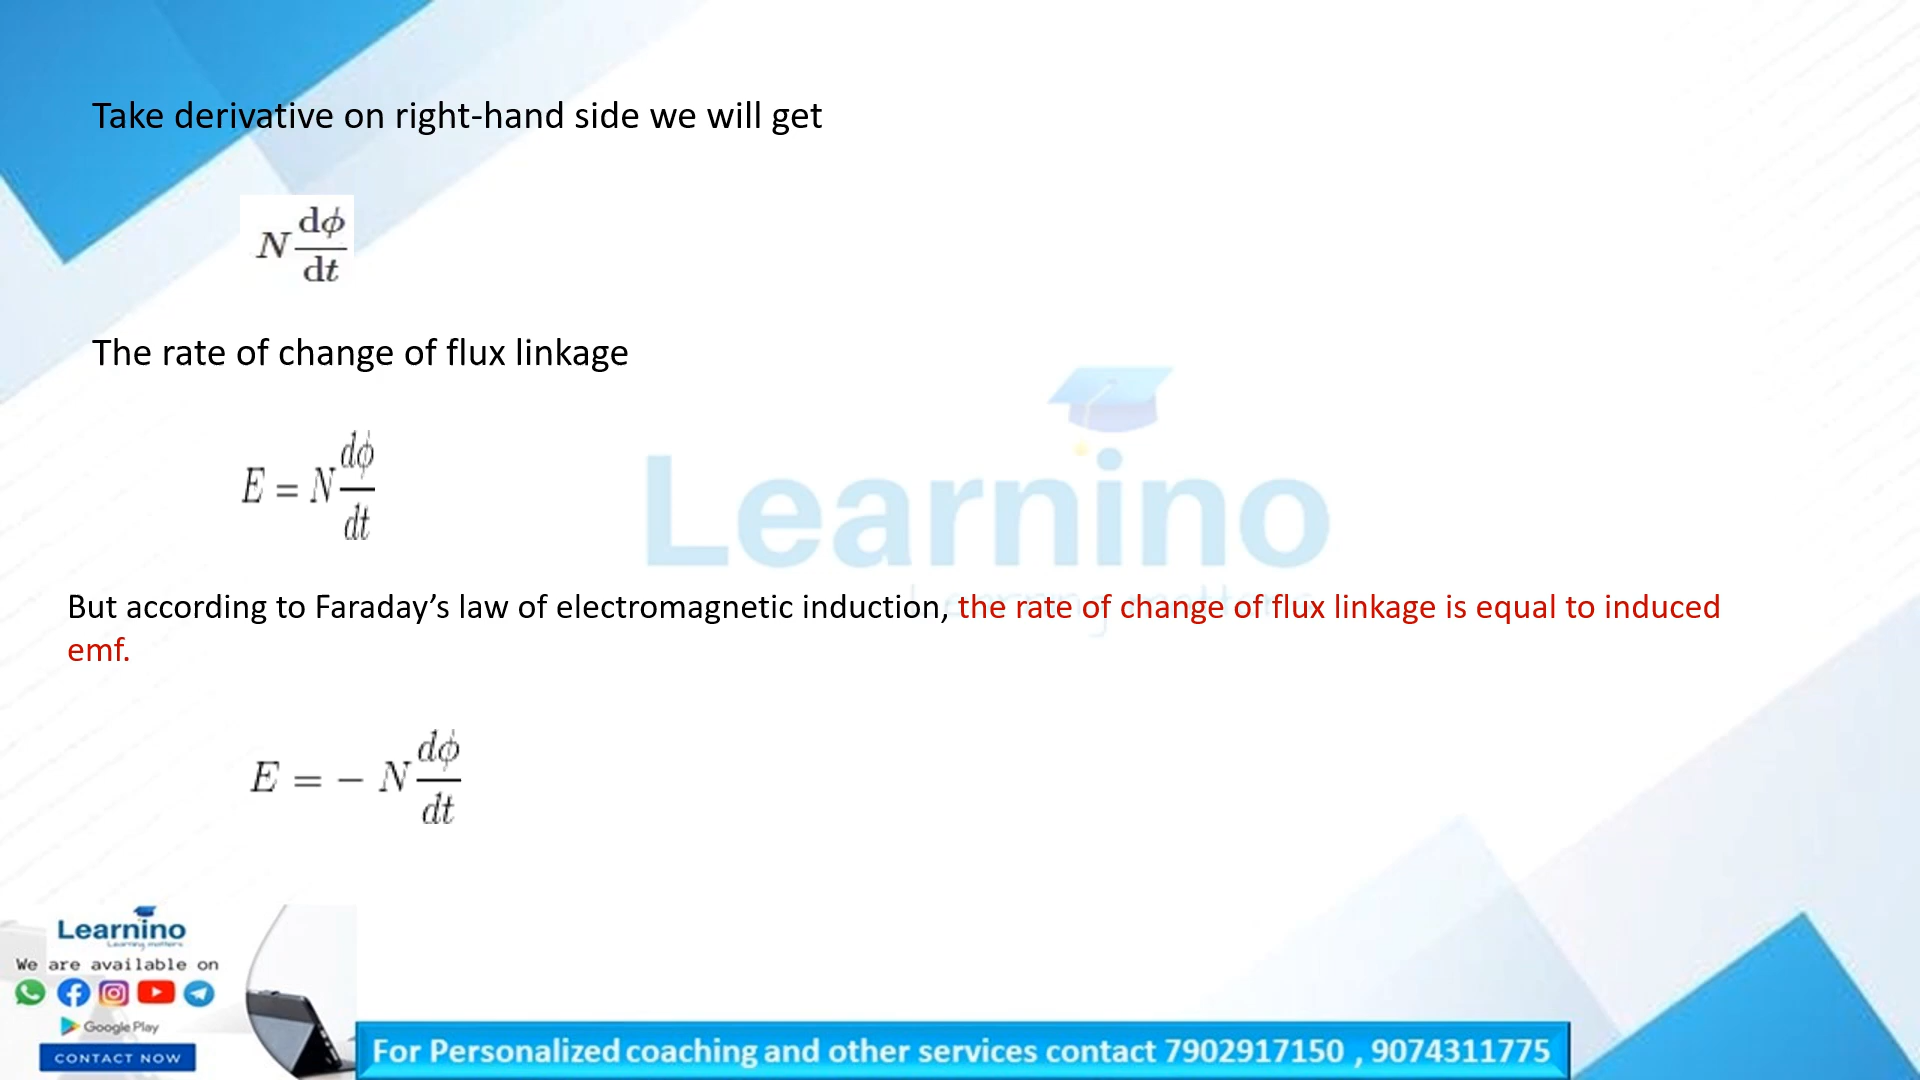 Take derivative on right-hand side we will get
N dϕ/dt
The rate of change of flux linkage
E = N dϕ/dt
Learnino
But according to Faraday’s law of electromagnetic induction, the rate of change of flux linkage is equal to induced
emf.
E = − N dϕ/dt
Learnino
Learning matters
We are available on
Google Play
CONTACT NOW
For Personalized coaching and other services contact 7902917150 , 9074311775